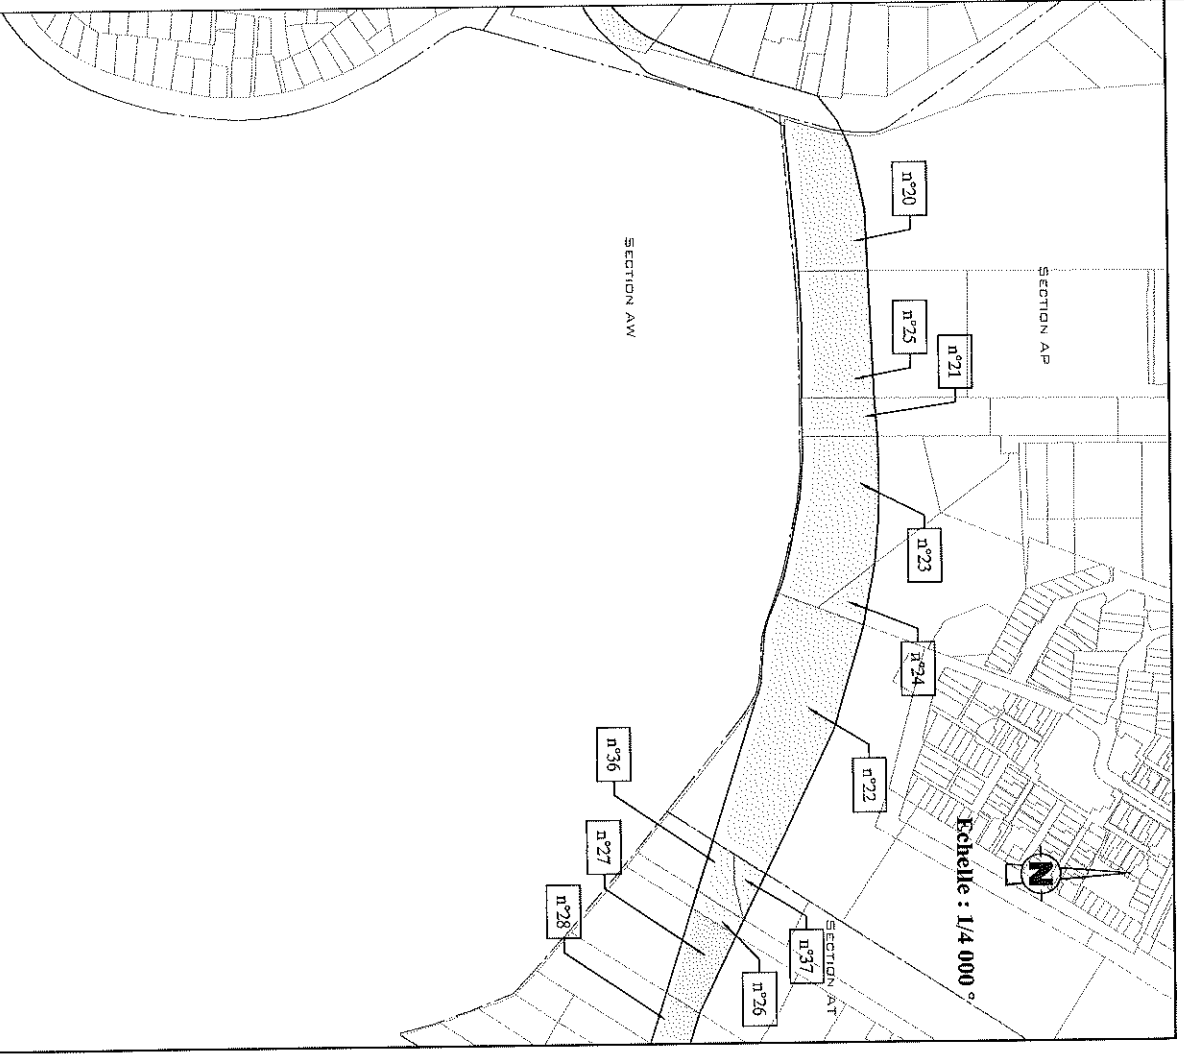 n°20
n°25
n°21
n°23
n°24
n°22
n°36
n°27
n°28
n°37
n°26
SECTION AP
SECTION AW
SECTION AT
Echelle : 1/4 000 °
N